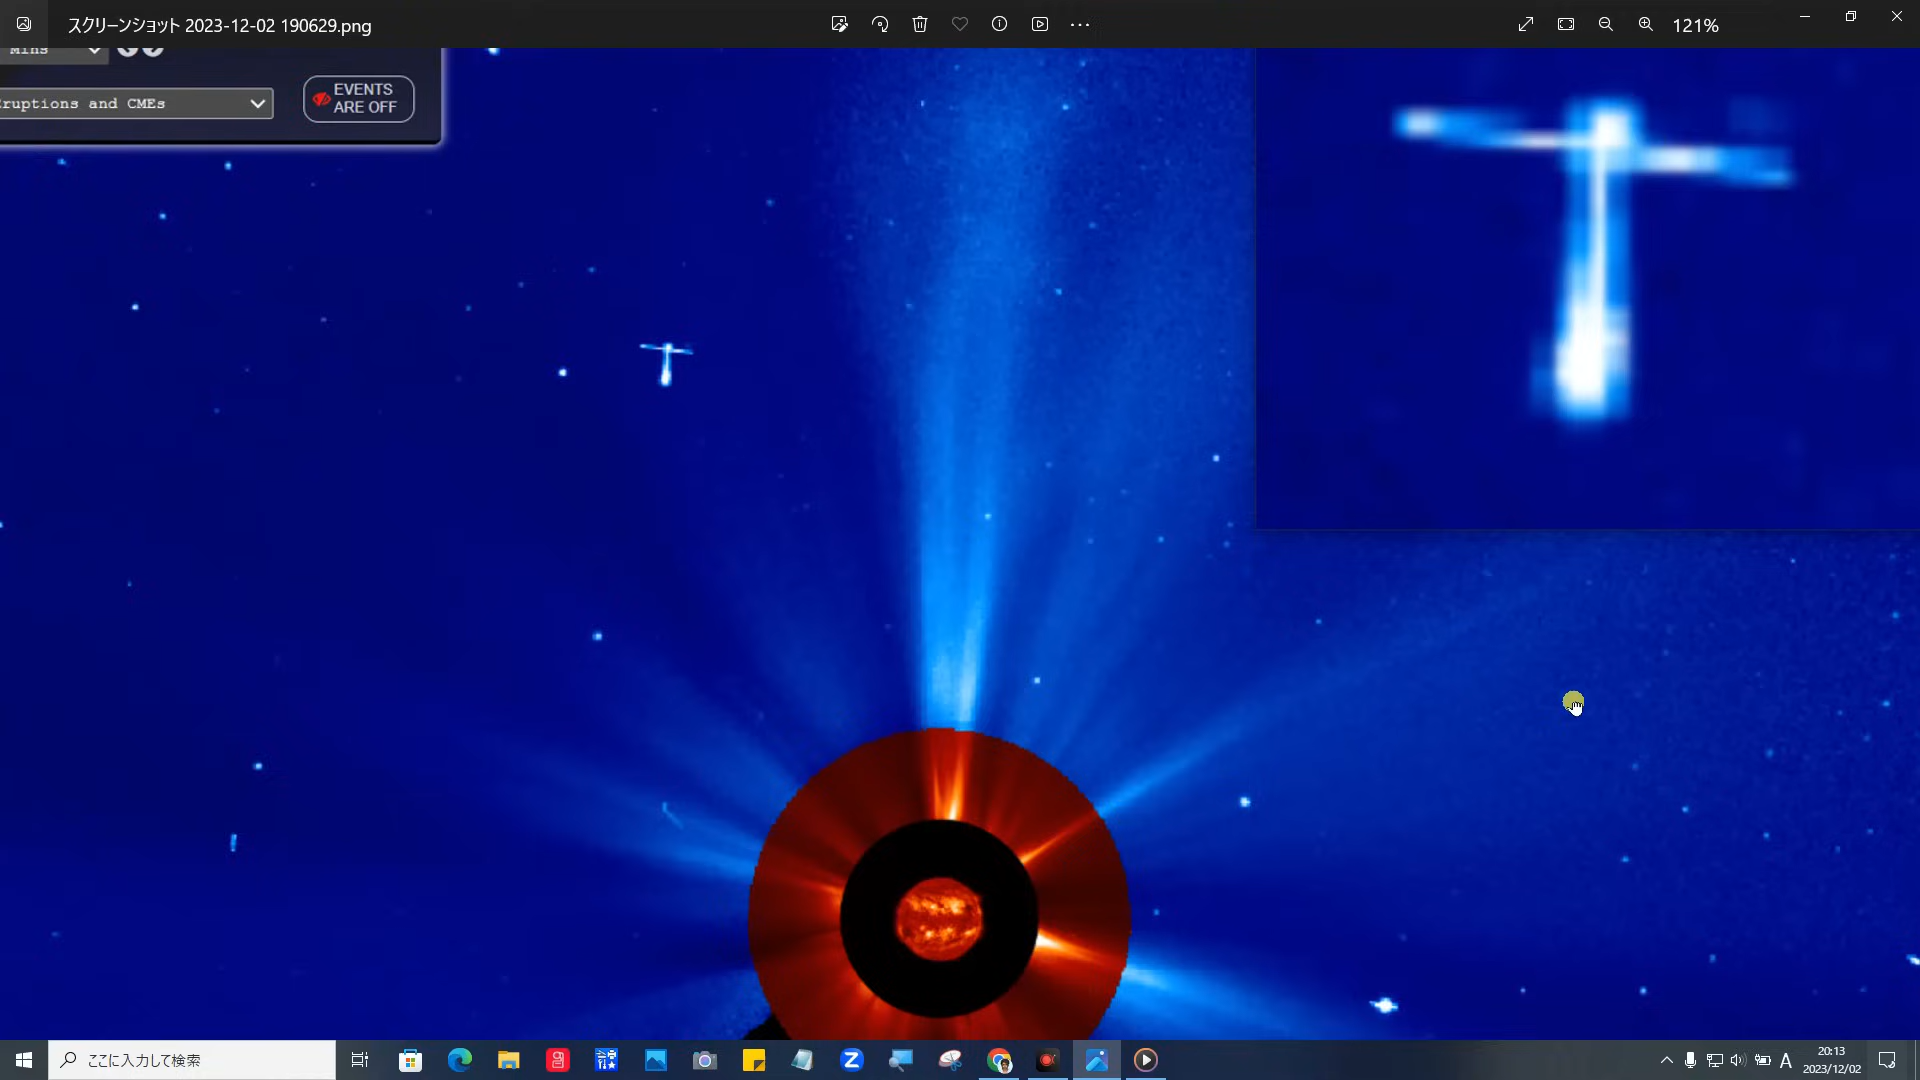 スクリーンショット 2023-12-02 190629.png
121%
Mins
Eruptions and CMEs
EVENTS
ARE OFF
ここに入力して検索
A
20:13
2023/12/02